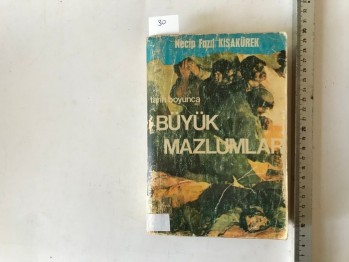 30
Necip Fazıl KISAKÜREK
tarih boyunca
BÜYÜK
MAZLUMLAR